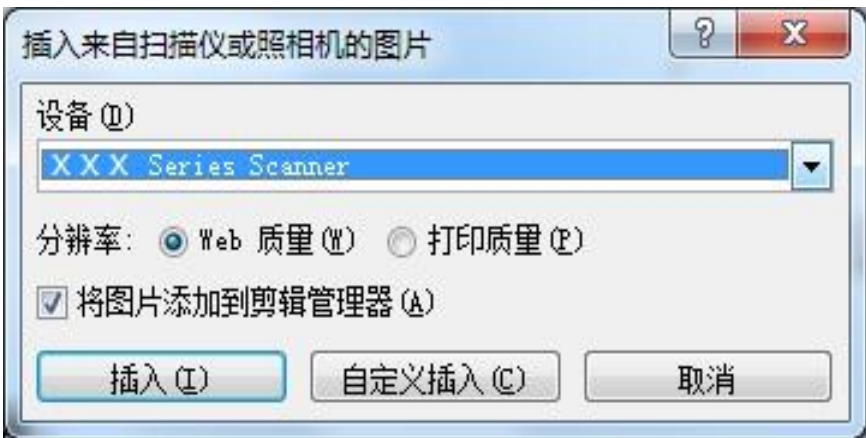 插入来自扫描仪或照相机的图片
设备(D)
XXX Series Scanner
分辨率: Web 质量(W) 打印质量(P)
将图片添加到剪辑管理器(A)
插入(I) 自定义插入(C) 取消